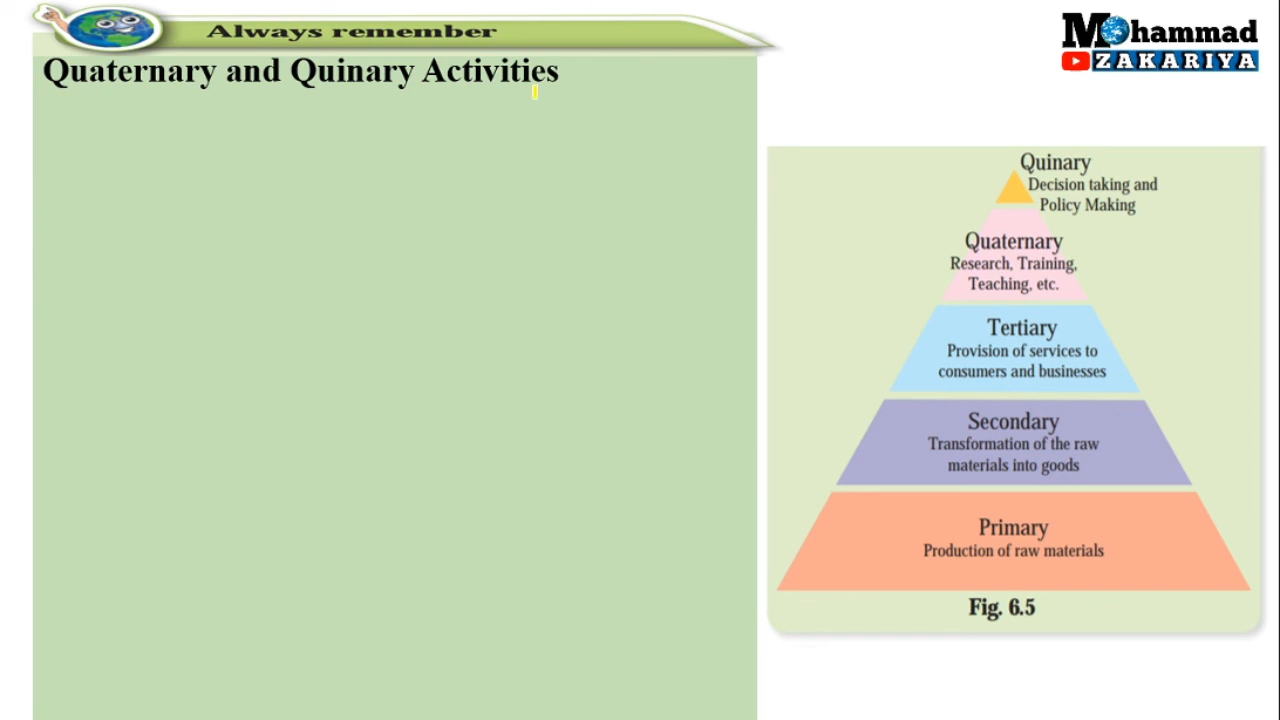 Always remember
Quaternary and Quinary Activities
Mohammad
ZAKARIYA
Quinary
Decision taking and
Policy Making
Quaternary
Research, Training,
Teaching, etc.
Tertiary
Provision of services to
consumers and businesses
Secondary
Transformation of the raw
materials into goods
Primary
Production of raw materials
Fig. 6.5